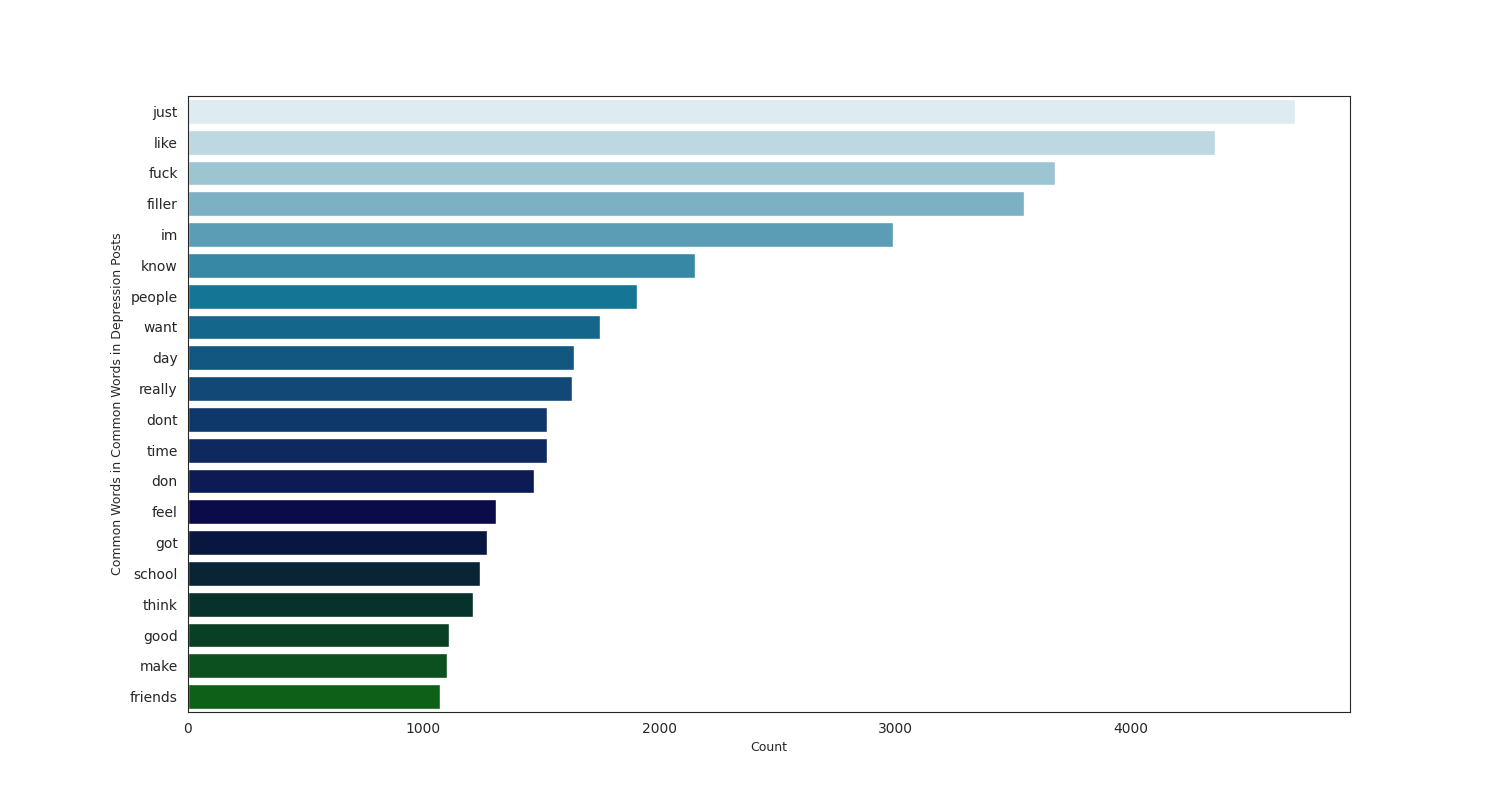 Common Words in Common Words in Depression Posts
just
like
fuck
filler
im
know
people
want
day
really
dont
time
don
feel
got
school
think
good
make
friends
0 1000 2000 3000 4000
Count